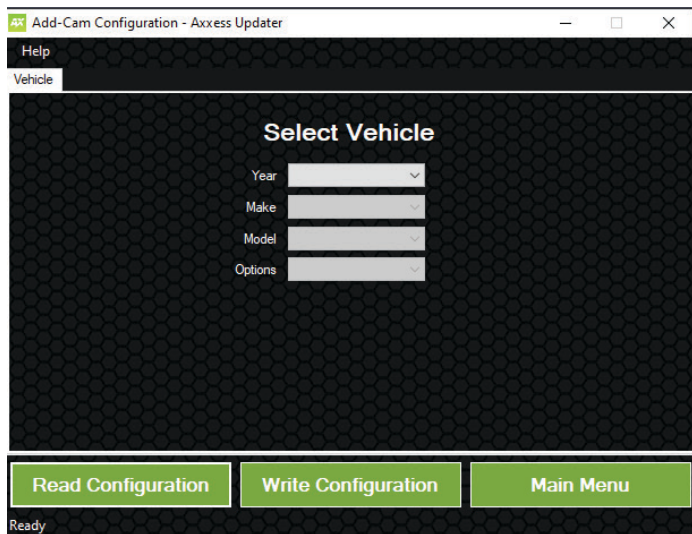 AX Add-Cam Configuration - Axxess Updater
Help
Vehicle
Select Vehicle
Year
Make
Model
Options
Read Configuration Write Configuration Main Menu
Ready